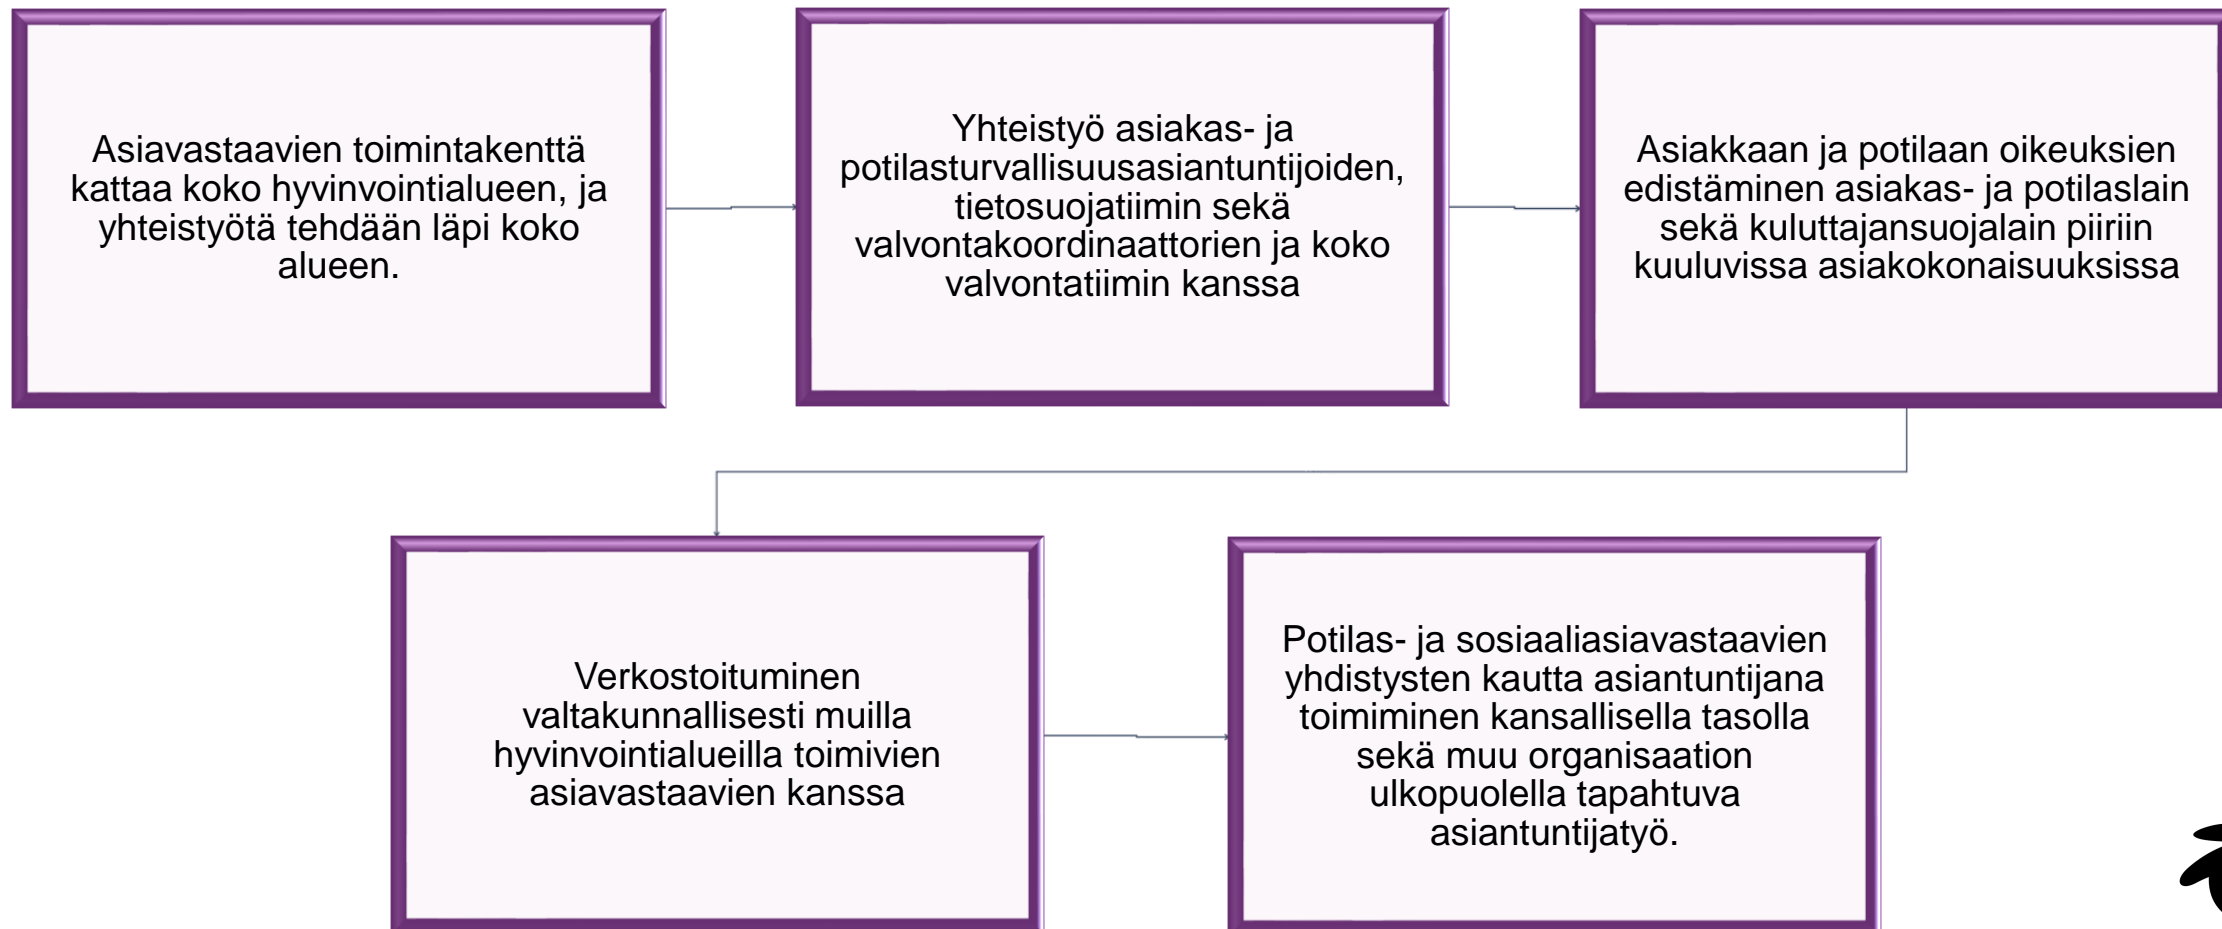 Asiavastaavien toimintakenttä
kattaa koko hyvinvointialueen, ja
yhteistyötä tehdään läpi koko
alueen.
Yhteistyö asiakas- ja
potilasturvallisuusasiantuntijoiden,
tietosuojatiimin sekä
valvontakoordinaattorien ja koko
valvontatiimin kanssa
Asiakkaan ja potilaan oikeuksien
edistäminen asiakas- ja potilaslain
sekä kuluttajansuojalain piiriin
kuuluvissa asiakokonaisuuksissa
Verkostoituminen
valtakunnallisesti muilla
hyvinvointialueilla toimivien
asiavastaavien kanssa
Potilas- ja sosiaaliasiavastaavien
yhdistysten kautta asiantuntijana
toimiminen kansallisella tasolla
sekä muu organisaation
ulkopuolella tapahtuva
asiantuntijatyö.